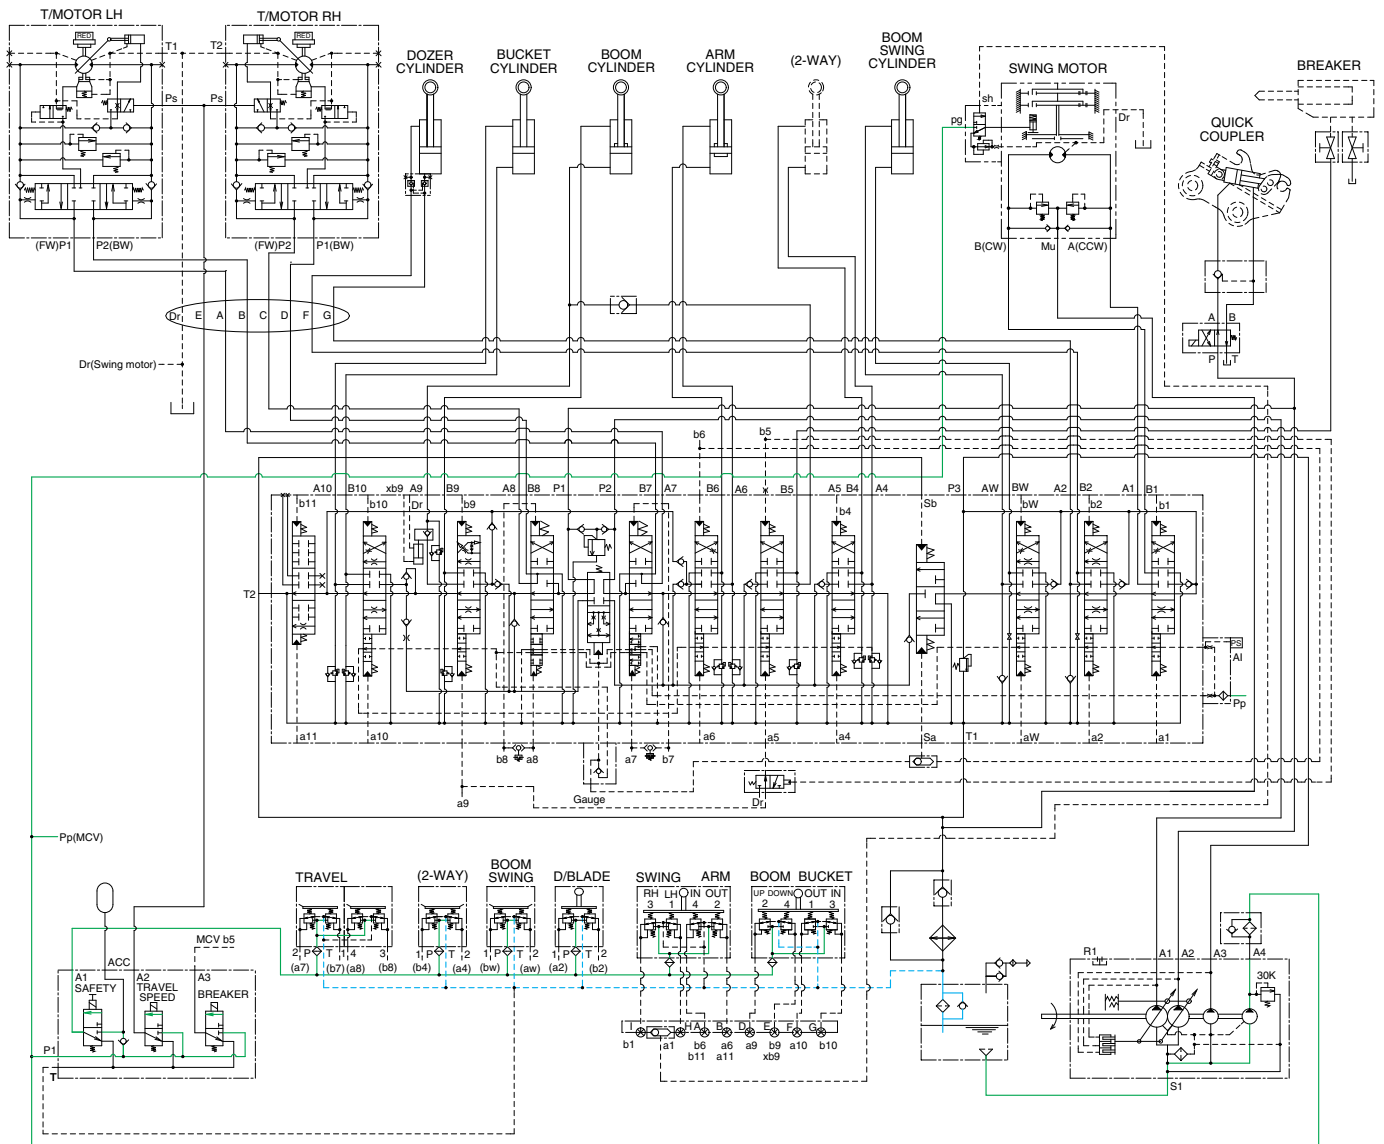 T/MOTOR LH
T/MOTOR RH
RED
RED
T1
T2
Ps
Ps
(FW)P1
P2(BW)
(FW)P2
P1(BW)
DOZER
CYLINDER
BUCKET
CYLINDER
BOOM
CYLINDER
ARM
CYLINDER
(2-WAY)
BOOM
SWING
CYLINDER
SWING MOTOR
sh
pg
Dr
B(CW)
Mu
A(CCW)
BREAKER
QUICK
COUPLER
A B
P T
Dr E A B C D F G
Dr(Swing motor)
b6
b5
A10 B10 xb9 A9 B9 A8 B8 P1 P2 B7 A7 B6 A6 B5 A5 B4 A4 P3 AW BW A2 B2 A1 B1
b11 b10 Dr b9 b4 Sb bW b2 b1
T2
PS
AI
Pp
a11 a10 b8 a8 a7 b7 a6 a5 a4 Sa T1 aW a2 a1
a9
Gauge
Dr
Pp(MCV)
TRAVEL
2 P T 1 4 3
(a7) (b7) (a8) (b8)
(2-WAY)
1 P T 2
(b4) (a4)
BOOM
SWING
1 P T 2
(bw) (aw)
D/BLADE
1 P T 2
(a2) (b2)
SWING ARM
RH LH IN OUT
3 1 4 2
BOOM BUCKET
UP DOWN OUT IN
2 4 1 3
I H A B D E F G
b1 a1 b6 a6 a9 b9 a10 b10
b11 a11 xb9
MCV b5
ACC
A1
SAFETY
A2
TRAVEL
SPEED
A3
BREAKER
P1
T
R1
A1 A2 A3 A4
30K
S1